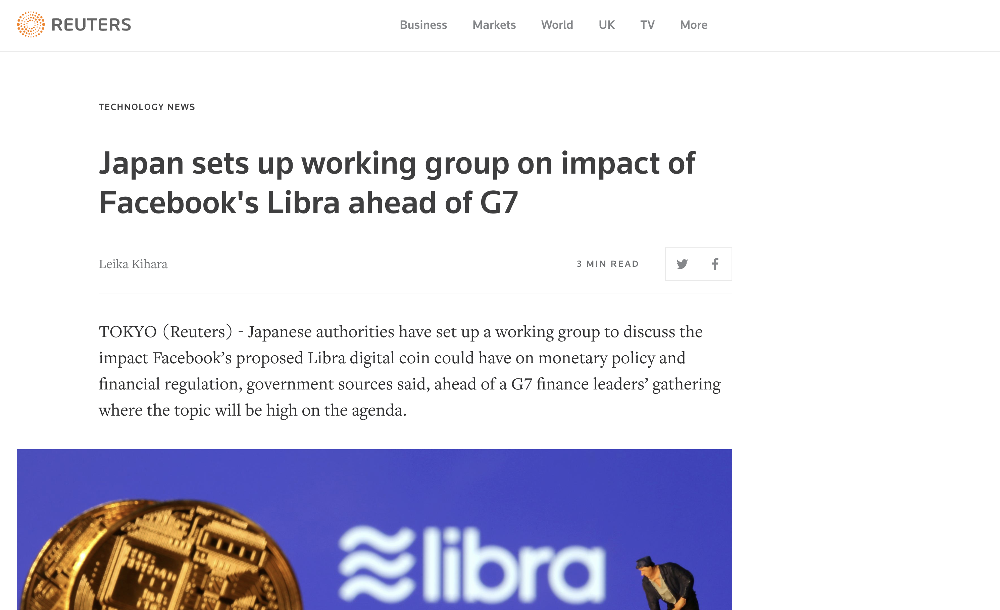 REUTERS
Business Markets World UK TV More
TECHNOLOGY NEWS
Japan sets up working group on impact of
Facebook's Libra ahead of G7
Leika Kihara
3 MIN READ
TOKYO (Reuters) - Japanese authorities have set up a working group to discuss the
impact Facebook’s proposed Libra digital coin could have on monetary policy and
financial regulation, government sources said, ahead of a G7 finance leaders’ gathering
where the topic will be high on the agenda.
libra